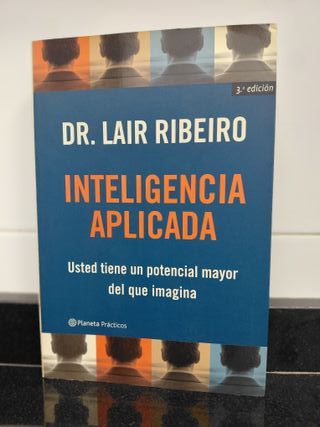 3.ª edición
DR. LAIR RIBEIRO
INTELIGENCIA
APLICADA
Usted tiene un potencial mayor
del que imagina
Planeta Prácticos